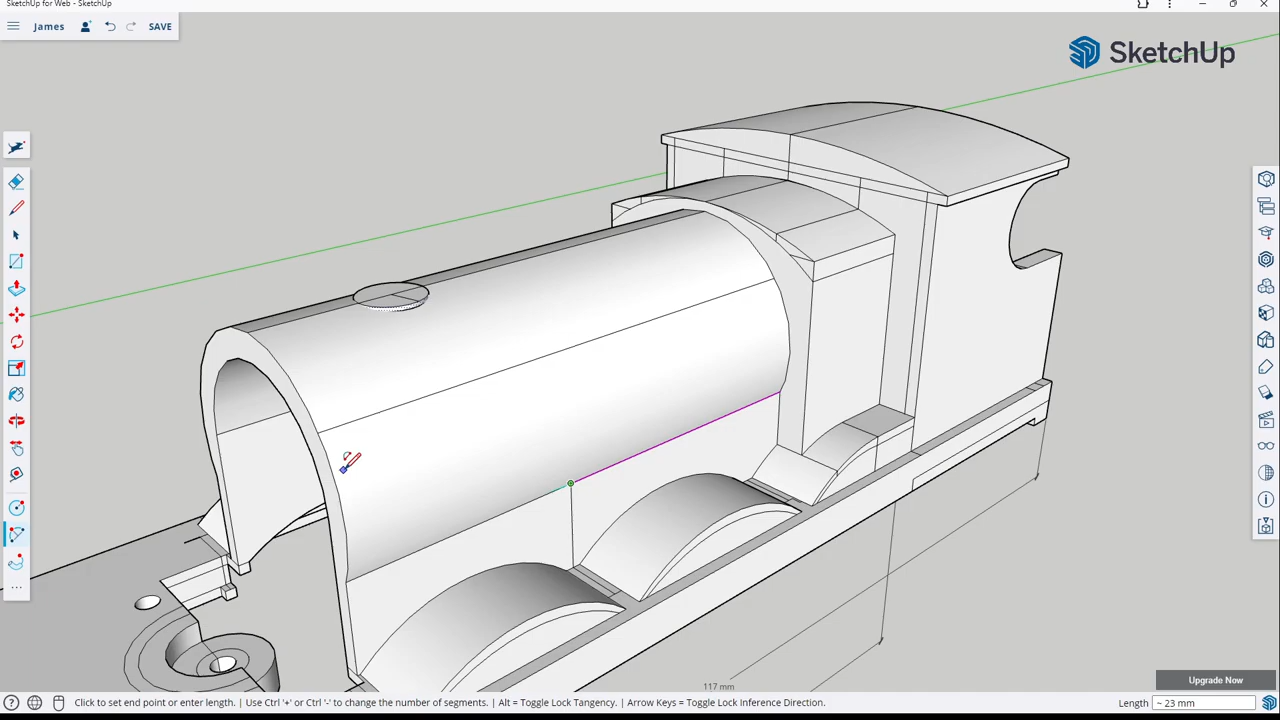 SketchUp for Web - SketchUp
James
SAVE
SketchUp
117 mm
Upgrade Now
Click to set end point or enter length. | Use Ctrl '+' or Ctrl '-' to change the number of segments. | Alt = Toggle Lock Tangency. | Arrow Keys = Toggle Lock Inference Direction.
Length ~ 23 mm